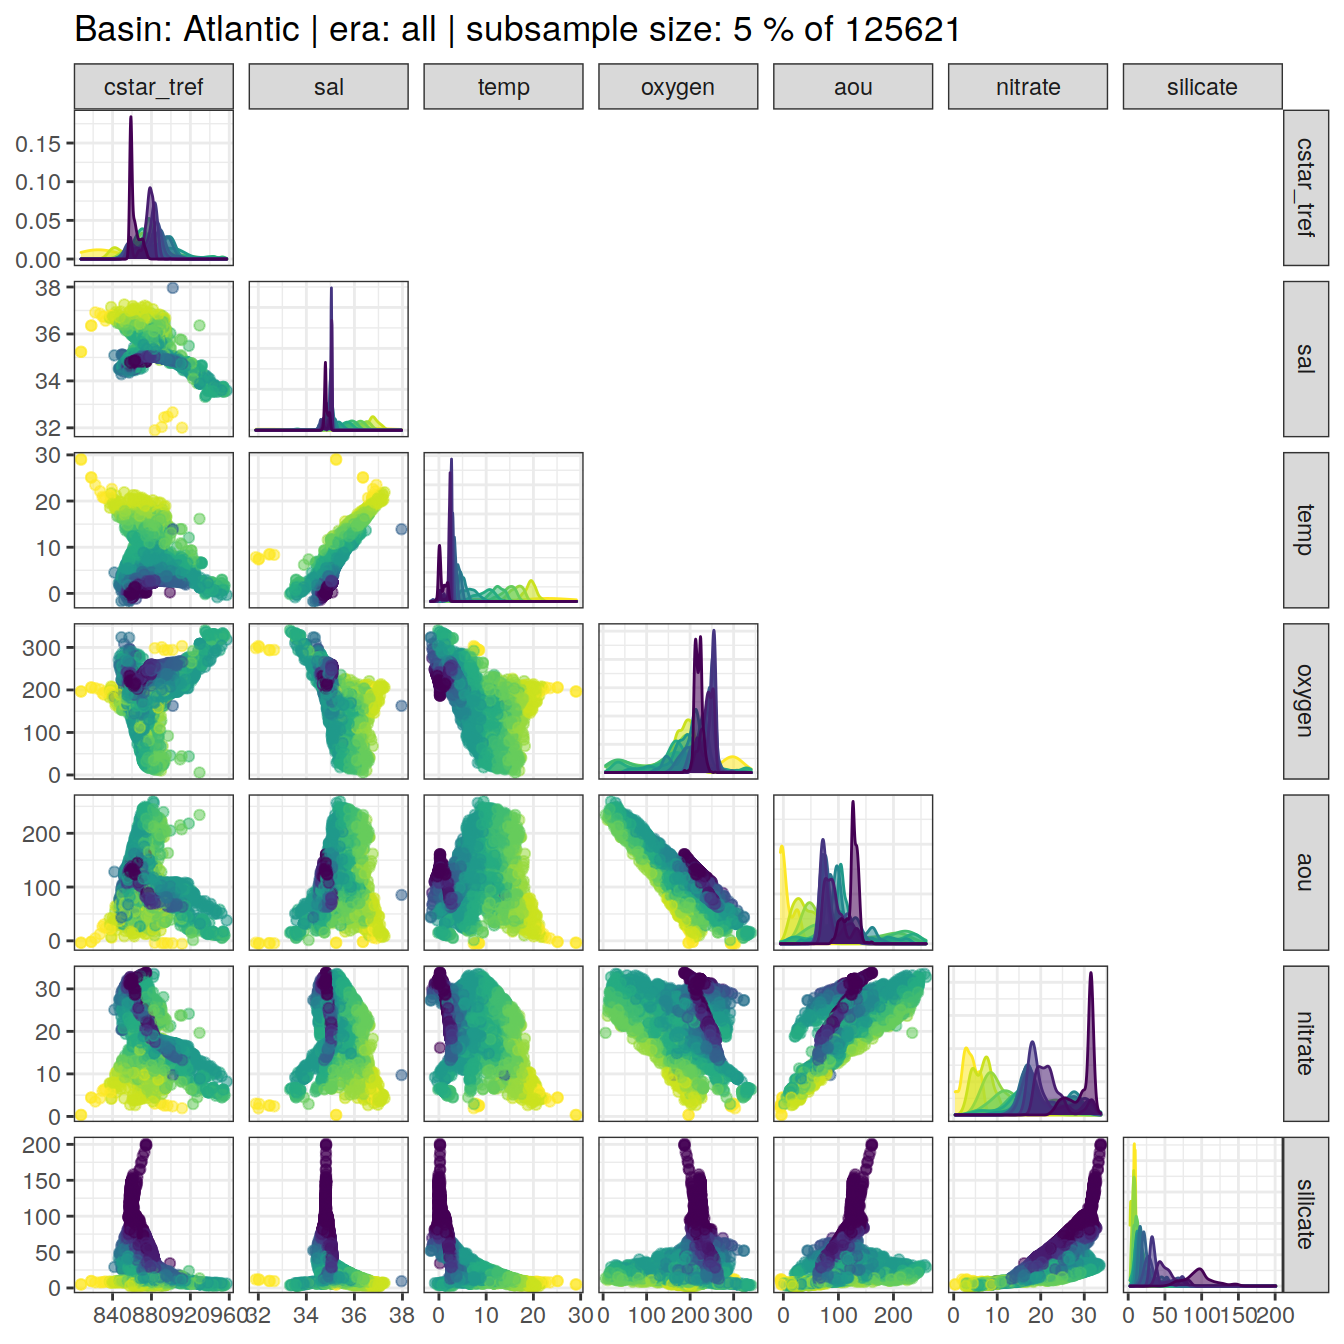 Basin: Atlantic | era: all | subsample size: 5 % of 125621
cstar_tref sal temp oxygen aou nitrate silicate
0.15
0.10
0.05
0.00
cstar_tref
38
36
34
32
sal
30
20
10
0
temp
300
200
100
0
oxygen
200
100
0
aou
30
20
10
0
nitrate
200
150
100
50
0
silicate
840 880 920 960 32 34 36 38 0 10 20 30 0 100 200 300 0 100 200 0 10 20 30 0 50 100 150 200